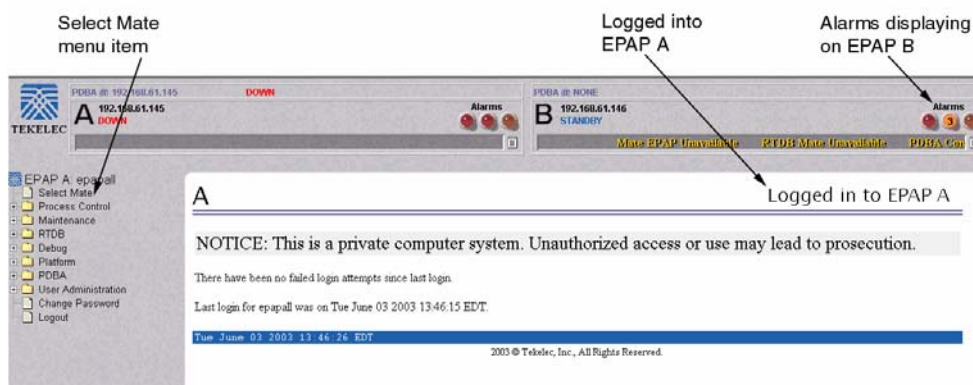 Select Mate
menu item
Logged into
EPAP A
Alarms displaying
on EPAP B
TEKELEC
PDBA @ 192.168.61.145 DOWN
A 192.168.61.145
DOWN
Alarms
PDBA @ NONE
B 192.168.61.146
STANDBY
Alarms
3
Mate EPAP Unavailable RTDB Mate Unavailable PDBA Con
EPAP A: epapall
Select Mate
Process Control
Maintenance
RTDB
Debug
Platform
PDBA
User Administration
Change Password
Logout
A
Logged in to EPAP A
NOTICE: This is a private computer system. Unauthorized access or use may lead to prosecution.
There have been no failed login attempts since last login.
Last login for epapall was on Tue June 03 2003 13:46:15 EDT.
Tue June 03 2003 13:46:26 EDT
2003 © Tekelec, Inc., All Rights Reserved.